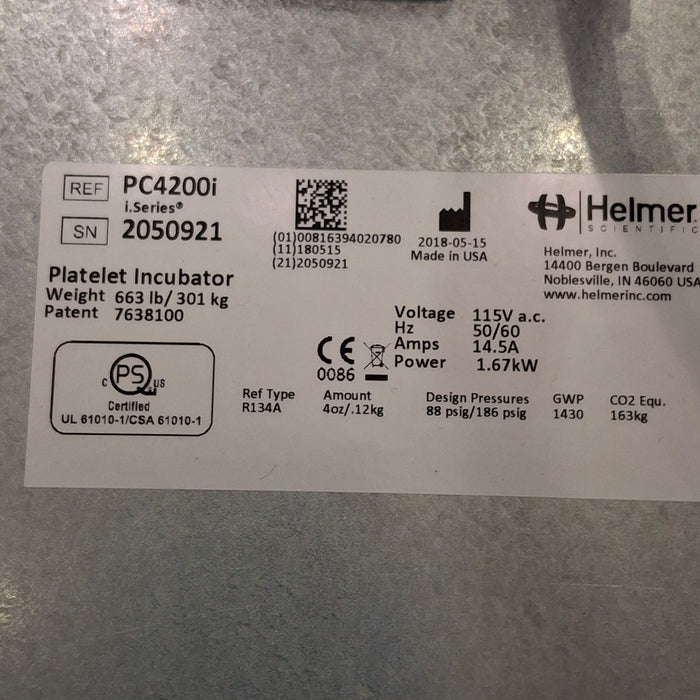 REF PC4200i
i.Series®
SN 2050921
(01)00816394020780
(11)180515
(21)2050921
2018-05-15
Made in USA
Helmer
SCIENTIFIC
Helmer, Inc.
14400 Bergen Boulevard
Noblesville, IN 46060 USA
www.helmerinc.com
Platelet Incubator
Weight 663 lb/ 301 kg
Patent 7638100
Voltage 115V a.c.
Hz 50/60
Amps 14.5A
Power 1.67kW
CE
0086
c PS US
Certified
UL 61010-1/CSA 61010-1
Ref Type Amount Design Pressures GWP CO2 Equ.
R134A 4oz/.12kg 88 psig/186 psig 1430 163kg